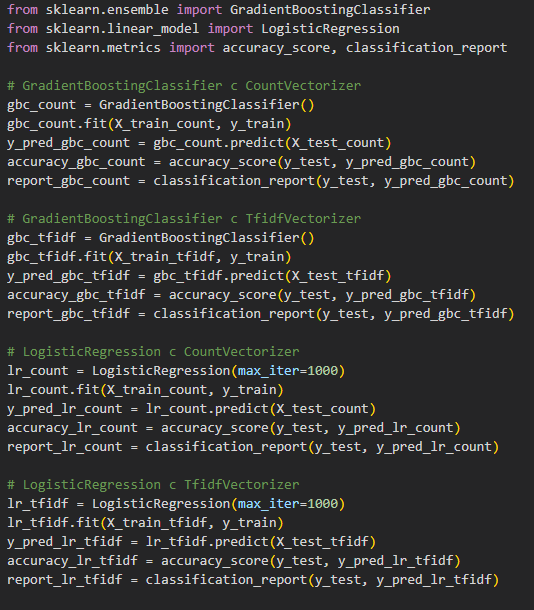 from sklearn.ensemble import GradientBoostingClassifier
from sklearn.linear_model import LogisticRegression
from sklearn.metrics import accuracy_score, classification_report
# GradientBoostingClassifier с CountVectorizer
gbc_count = GradientBoostingClassifier()
gbc_count.fit(X_train_count, y_train)
y_pred_gbc_count = gbc_count.predict(X_test_count)
accuracy_gbc_count = accuracy_score(y_test, y_pred_gbc_count)
report_gbc_count = classification_report(y_test, y_pred_gbc_count)
# GradientBoostingClassifier с TfidfVectorizer
gbc_tfidf = GradientBoostingClassifier()
gbc_tfidf.fit(X_train_tfidf, y_train)
y_pred_gbc_tfidf = gbc_tfidf.predict(X_test_tfidf)
accuracy_gbc_tfidf = accuracy_score(y_test, y_pred_gbc_tfidf)
report_gbc_tfidf = classification_report(y_test, y_pred_gbc_tfidf)
# LogisticRegression с CountVectorizer
lr_count = LogisticRegression(max_iter=1000)
lr_count.fit(X_train_count, y_train)
y_pred_lr_count = lr_count.predict(X_test_count)
accuracy_lr_count = accuracy_score(y_test, y_pred_lr_count)
report_lr_count = classification_report(y_test, y_pred_lr_count)
# LogisticRegression с TfidfVectorizer
lr_tfidf = LogisticRegression(max_iter=1000)
lr_tfidf.fit(X_train_tfidf, y_train)
y_pred_lr_tfidf = lr_tfidf.predict(X_test_tfidf)
accuracy_lr_tfidf = accuracy_score(y_test, y_pred_lr_tfidf)
report_lr_tfidf = classification_report(y_test, y_pred_lr_tfidf)